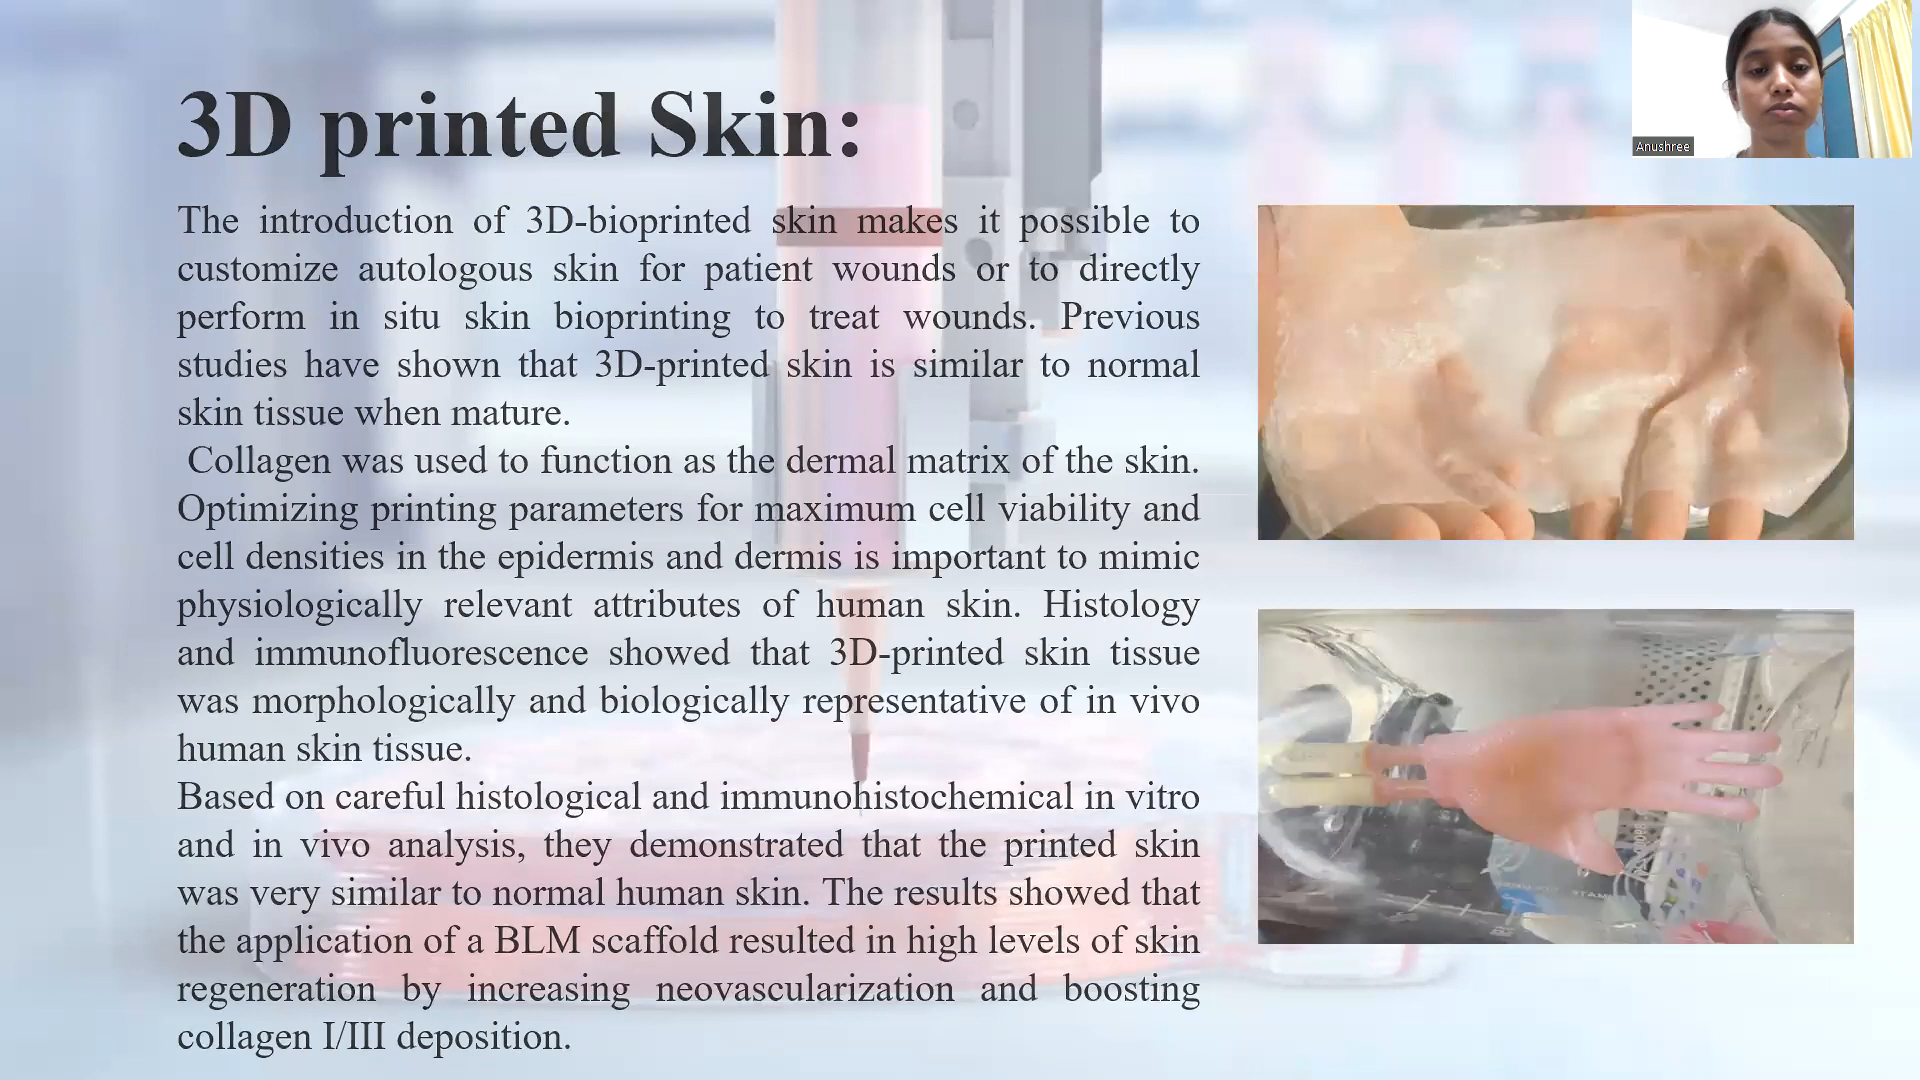 3D printed Skin:
Anushree
The introduction of 3D-bioprinted skin makes it possible to
customize autologous skin for patient wounds or to directly
perform in situ skin bioprinting to treat wounds. Previous
studies have shown that 3D-printed skin is similar to normal
skin tissue when mature.
Collagen was used to function as the dermal matrix of the skin.
Optimizing printing parameters for maximum cell viability and
cell densities in the epidermis and dermis is important to mimic
physiologically relevant attributes of human skin. Histology
and immunofluorescence showed that 3D-printed skin tissue
was morphologically and biologically representative of in vivo
human skin tissue.
Based on careful histological and immunohistochemical in vitro
and in vivo analysis, they demonstrated that the printed skin
was very similar to normal human skin. The results showed that
the application of a BLM scaffold resulted in high levels of skin
regeneration by increasing neovascularization and boosting
collagen I/III deposition.